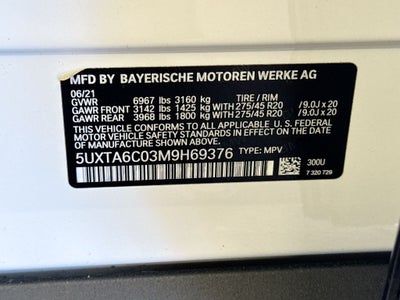 MFD BY BAYERISCHE MOTOREN WERKE AG
06/21 TIRE / RIM
GVWR 6967 lbs 3160 kg
GAWR FRONT 3142 lbs 1425 kg W/TIRES 275/45 R20 /9.0J x 20
GAWR REAR 3968 lbs 1800 kg W/TIRES 275/45 R20 /9.0J x 20
THIS VEHICLE CONFORMS TO ALL APPLICABLE U. S. FEDERAL
MOTOR VEHICLE SAFETY STANDARDS IN EFFECT ON THE
DATE OF MANUFACTURE SHOWN ABOVE.
5UXTA6C03M9H69376 TYPE: MPV
300U
7 320 729